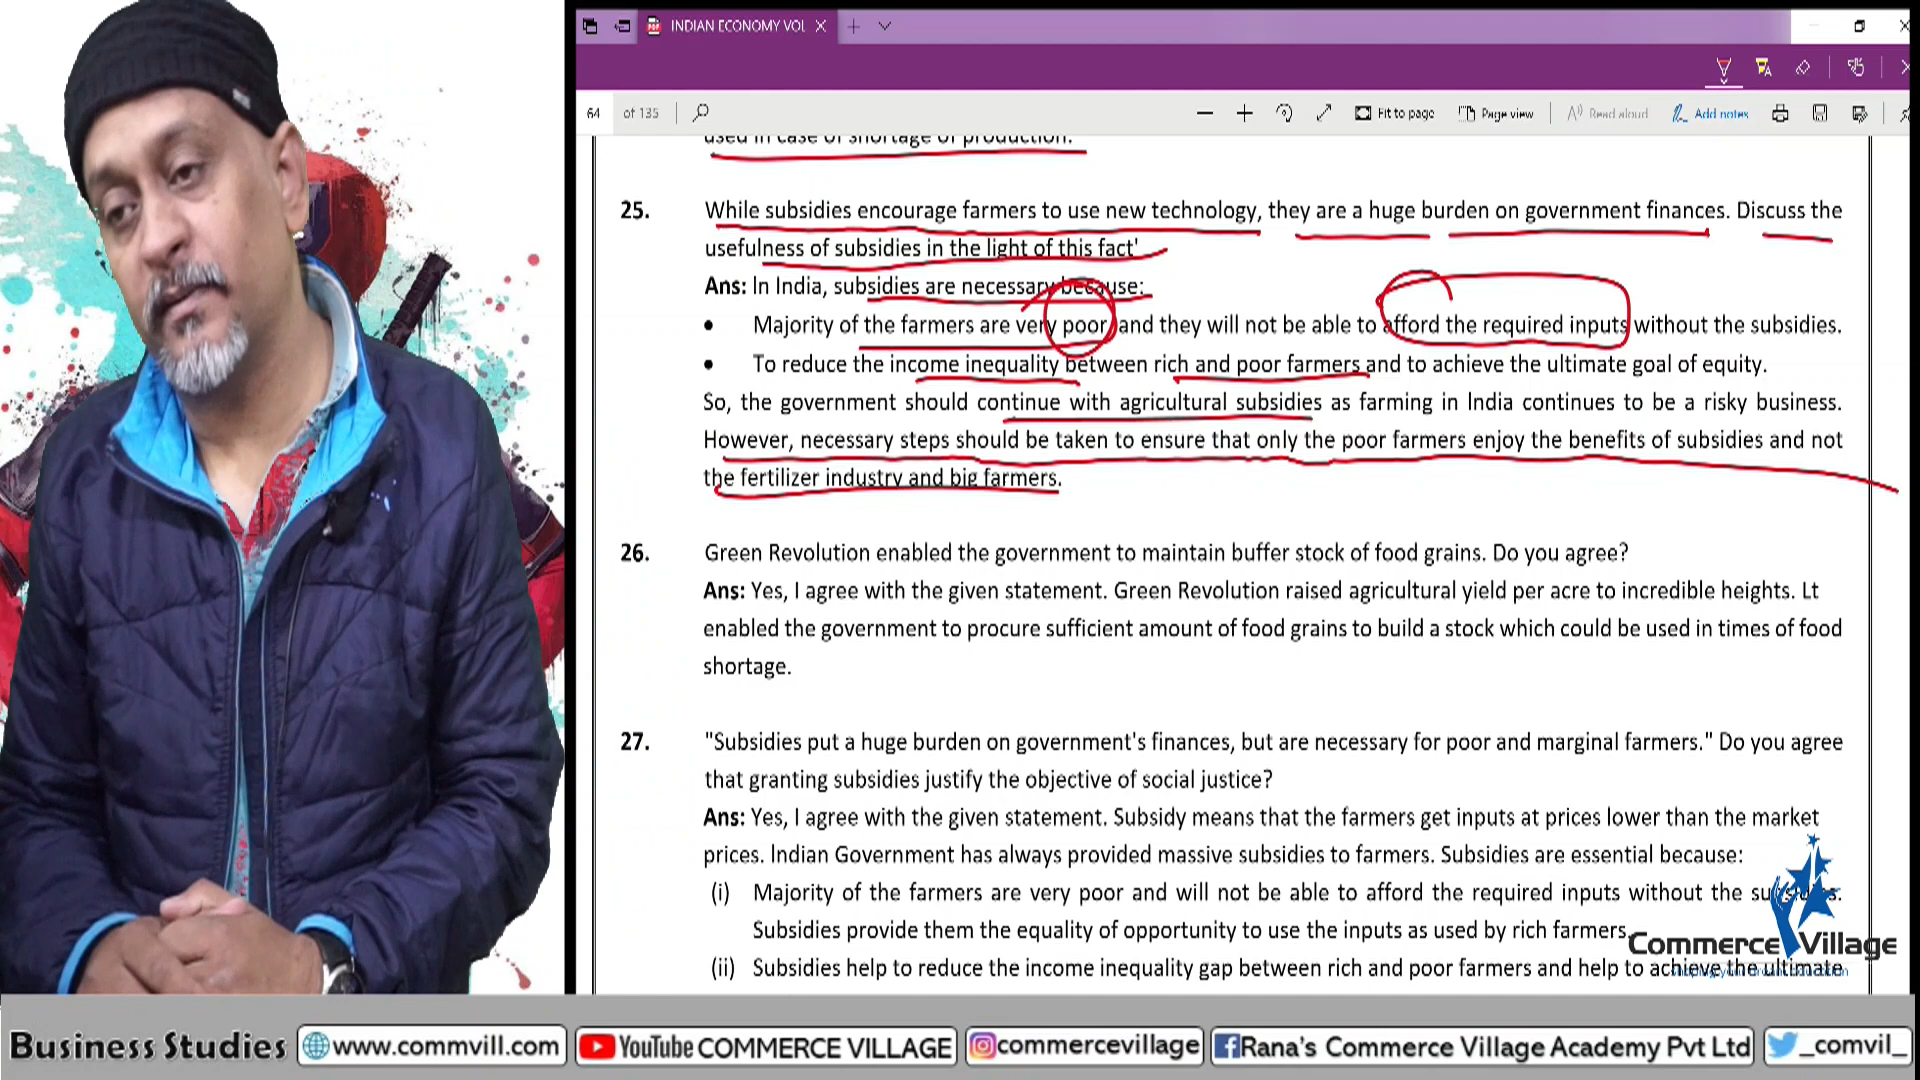 INDIAN ECONOMY VOL
64 of 135
Fit to page
Page view
Read aloud
Add notes
used in case of shortage of production.
25. While subsidies encourage farmers to use new technology, they are a huge burden on government finances. Discuss the
usefulness of subsidies in the light of this fact'
Ans: In India, subsidies are necessary because:
• Majority of the farmers are very poor and they will not be able to afford the required inputs without the subsidies.
• To reduce the income inequality between rich and poor farmers and to achieve the ultimate goal of equity.
So, the government should continue with agricultural subsidies as farming in India continues to be a risky business.
However, necessary steps should be taken to ensure that only the poor farmers enjoy the benefits of subsidies and not
the fertilizer industry and big farmers.
26. Green Revolution enabled the government to maintain buffer stock of food grains. Do you agree?
Ans: Yes, I agree with the given statement. Green Revolution raised agricultural yield per acre to incredible heights. Lt
enabled the government to procure sufficient amount of food grains to build a stock which could be used in times of food
shortage.
27. "Subsidies put a huge burden on government's finances, but are necessary for poor and marginal farmers." Do you agree
that granting subsidies justify the objective of social justice?
Ans: Yes, I agree with the given statement. Subsidy means that the farmers get inputs at prices lower than the market
prices. lndian Government has always provided massive subsidies to farmers. Subsidies are essential because:
(i) Majority of the farmers are very poor and will not be able to afford the required inputs without the subsidies.
Subsidies provide them the equality of opportunity to use the inputs as used by rich farmers.
(ii) Subsidies help to reduce the income inequality gap between rich and poor farmers and help to achieve the ultimate
Commerce Village
Business Studies
www.commvill.com
YouTube COMMERCE VILLAGE
commercevillage
Rana's Commerce Village Academy Pvt Ltd
_comvil_